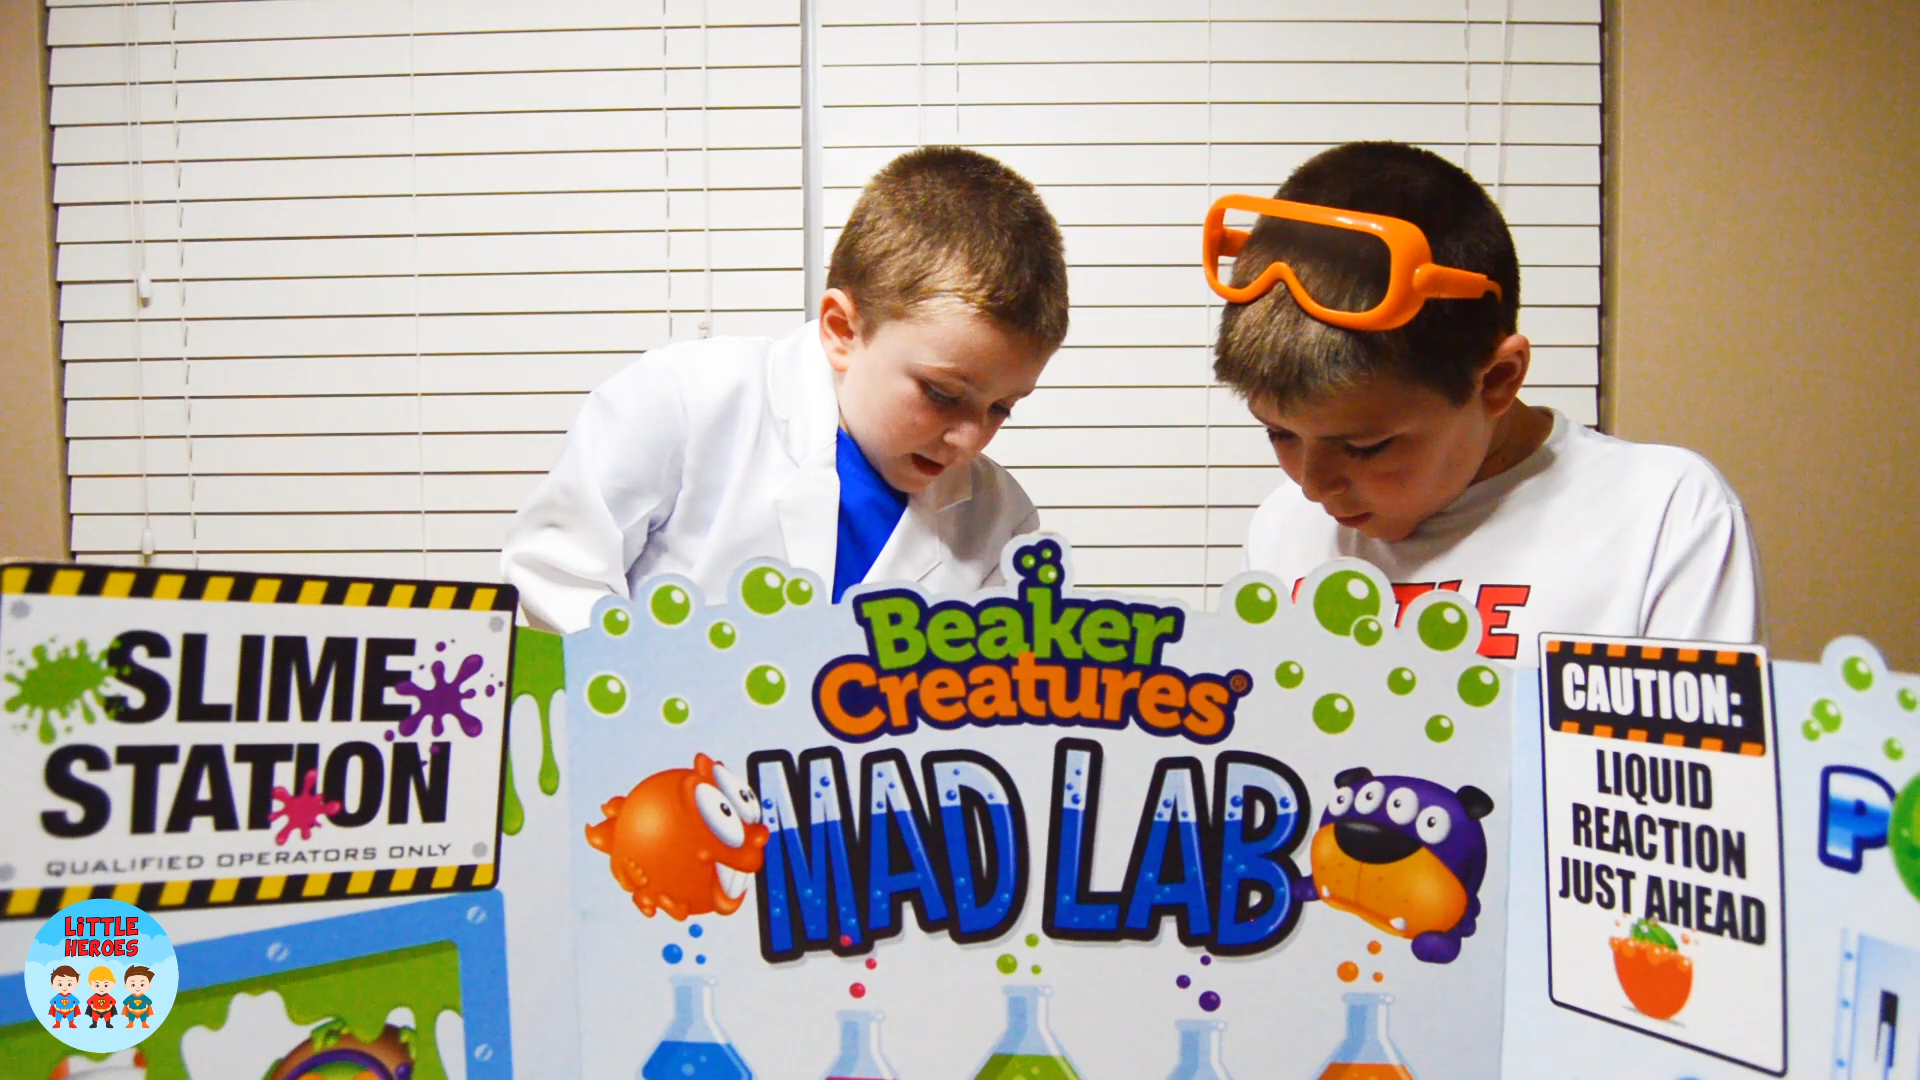 SLIME
STATION
QUALIFIED OPERATORS ONLY
LITTLE
HEROES
Beaker
Creatures®
MAD LAB
CAUTION:
LIQUID
REACTION
JUST AHEAD